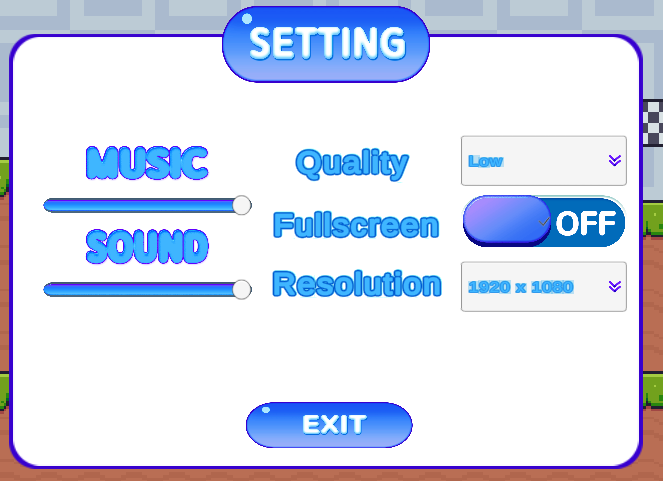 SETTING
MUSIC
SOUND
Quality
Low
Fullscreen
OFF
Resolution
1920 x 1080
EXIT